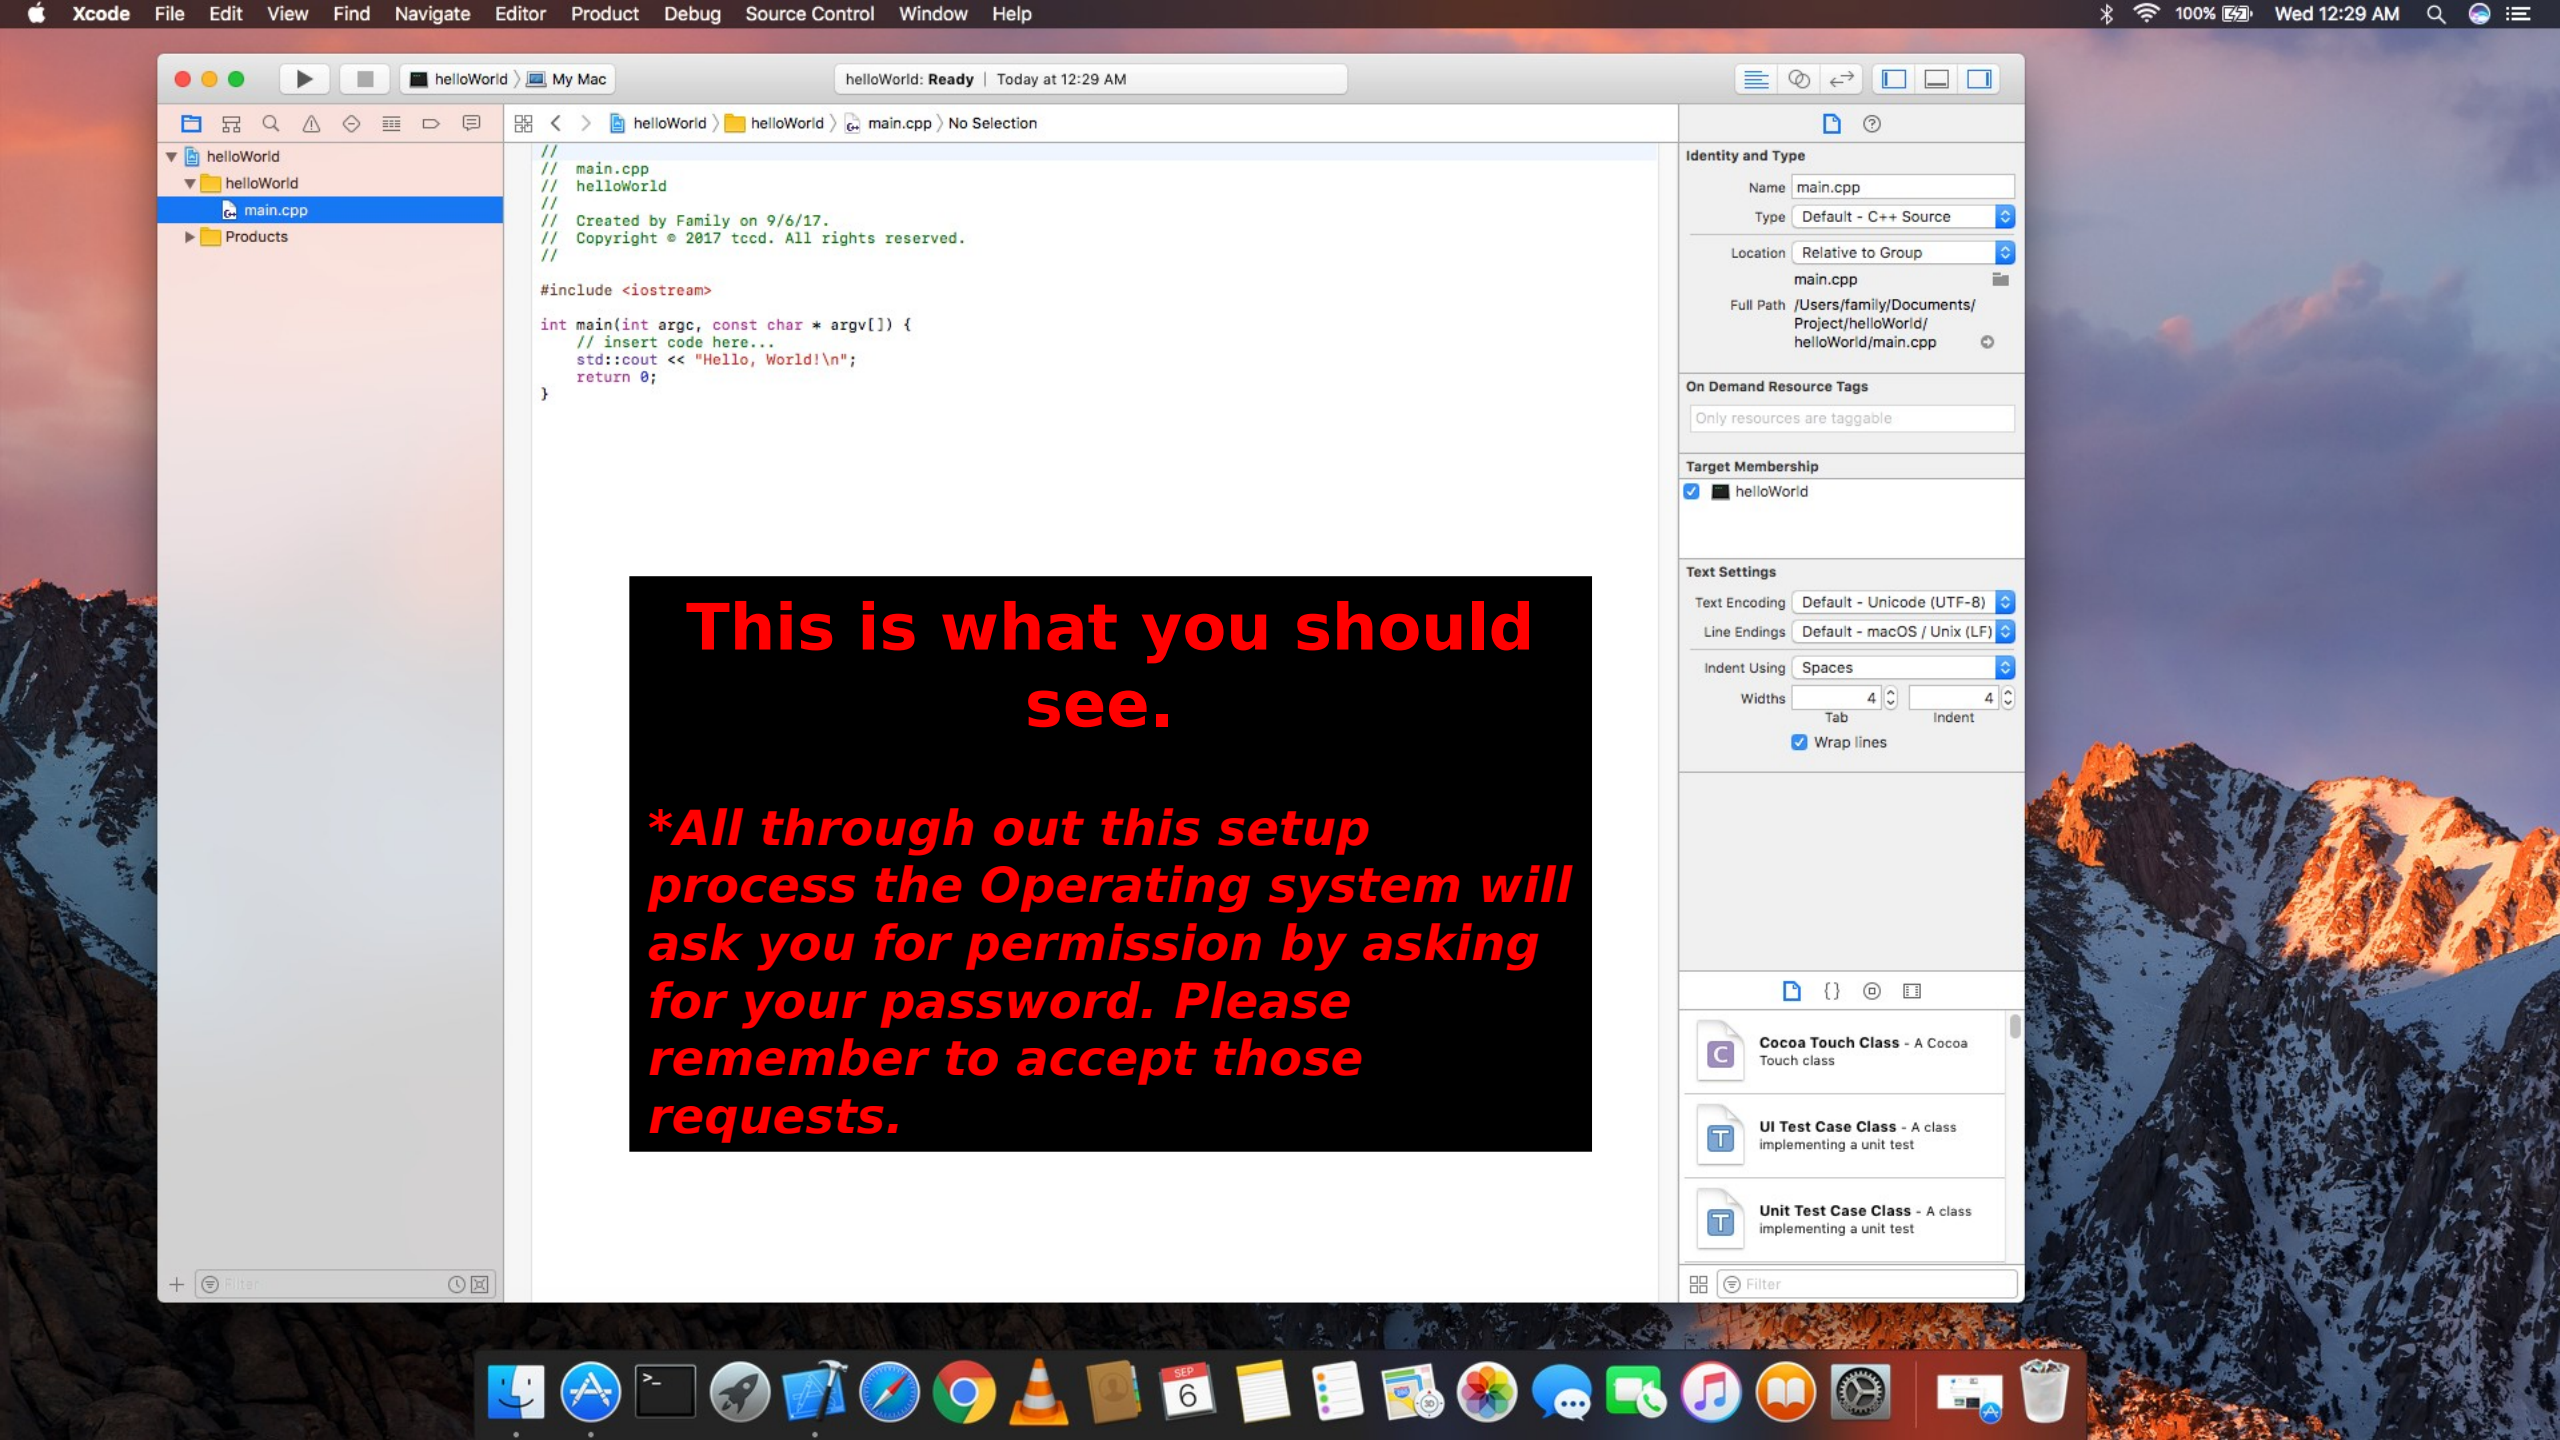 Xcode File Edit View Find Navigate Editor Product Debug Source Control Window Help 100% Wed 12:29 AM
helloWorld My Mac helloWorld: Ready | Today at 12:29 AM
helloWorld helloWorld main.cpp No Selection
helloWorld
helloWorld
main.cpp
Products
//
// main.cpp
// helloWorld
//
// Created by Family on 9/6/17.
// Copyright © 2017 tccd. All rights reserved.
//
#include <iostream>
int main(int argc, const char * argv[]) {
// insert code here...
std::cout << "Hello, World!\n";
return 0;
}
This is what you should
see.
*All through out this setup
process the Operating system will
ask you for permission by asking
for your password. Please
remember to accept those
requests.
Identity and Type
Name main.cpp
Type Default - C++ Source
Location Relative to Group
main.cpp
Full Path /Users/family/Documents/
Project/helloWorld/
helloWorld/main.cpp
On Demand Resource Tags
Only resources are taggable
Target Membership
helloWorld
Text Settings
Text Encoding Default - Unicode (UTF-8)
Line Endings Default - macOS / Unix (LF)
Indent Using Spaces
Widths 4 4
Tab Indent
Wrap lines
{}
C Cocoa Touch Class - A Cocoa
Touch class
T UI Test Case Class - A class
implementing a unit test
T Unit Test Case Class - A class
implementing a unit test
Filter
Filter
>_
SEP
6
3D